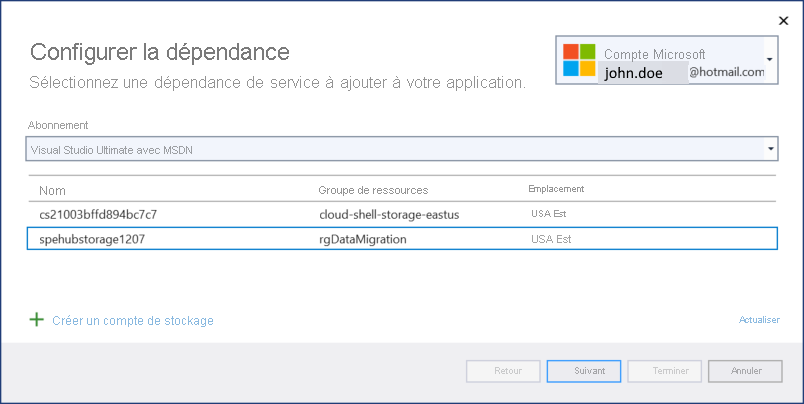 Configurer la dépendance
Sélectionnez une dépendance de service à ajouter à votre application.
Compte Microsoft
john.doe @hotmail.com
Abonnement
Visual Studio Ultimate avec MSDN
Nom Groupe de ressources Emplacement
cs21003bffd894bc7c7 cloud-shell-storage-eastus USA Est
spehubstorage1207 rgDataMigration USA Est
Créer un compte de stockage
Actualiser
Retour Suivant Terminer Annuler